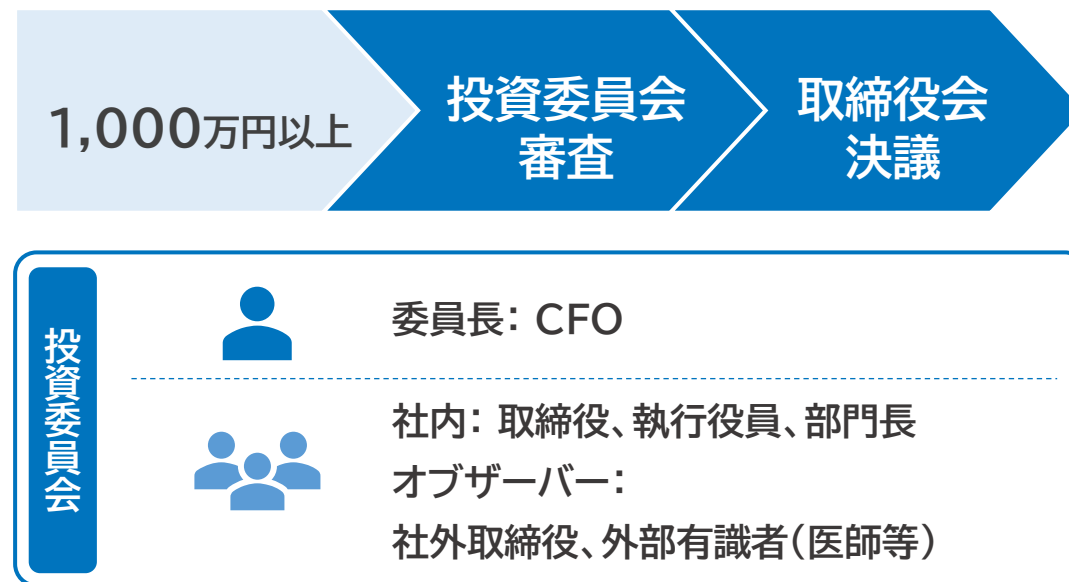 1,000万円以上
投資委員会
審査
取締役会
決議
投資委員会
委員長： CFO
社内： 取締役、執行役員、部門長
オブザーバー：
社外取締役、外部有識者（医師等）